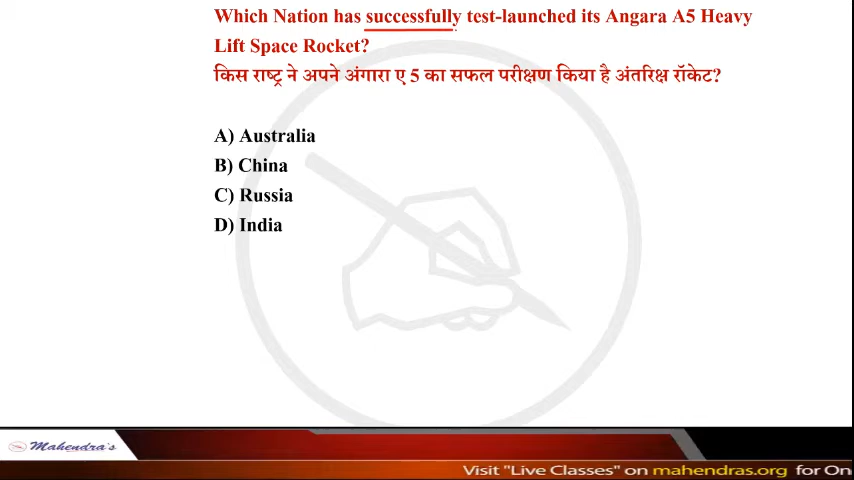 Which Nation has successfully test-launched its Angara A5 Heavy
Lift Space Rocket?
किस राष्ट्र ने अपने अंगारा ए 5 का सफल परीक्षण किया है अंतरिक्ष रॉकेट?
A) Australia
B) China
C) Russia
D) India
Mahendra's
Visit "Live Classes" on mahendras.org for On